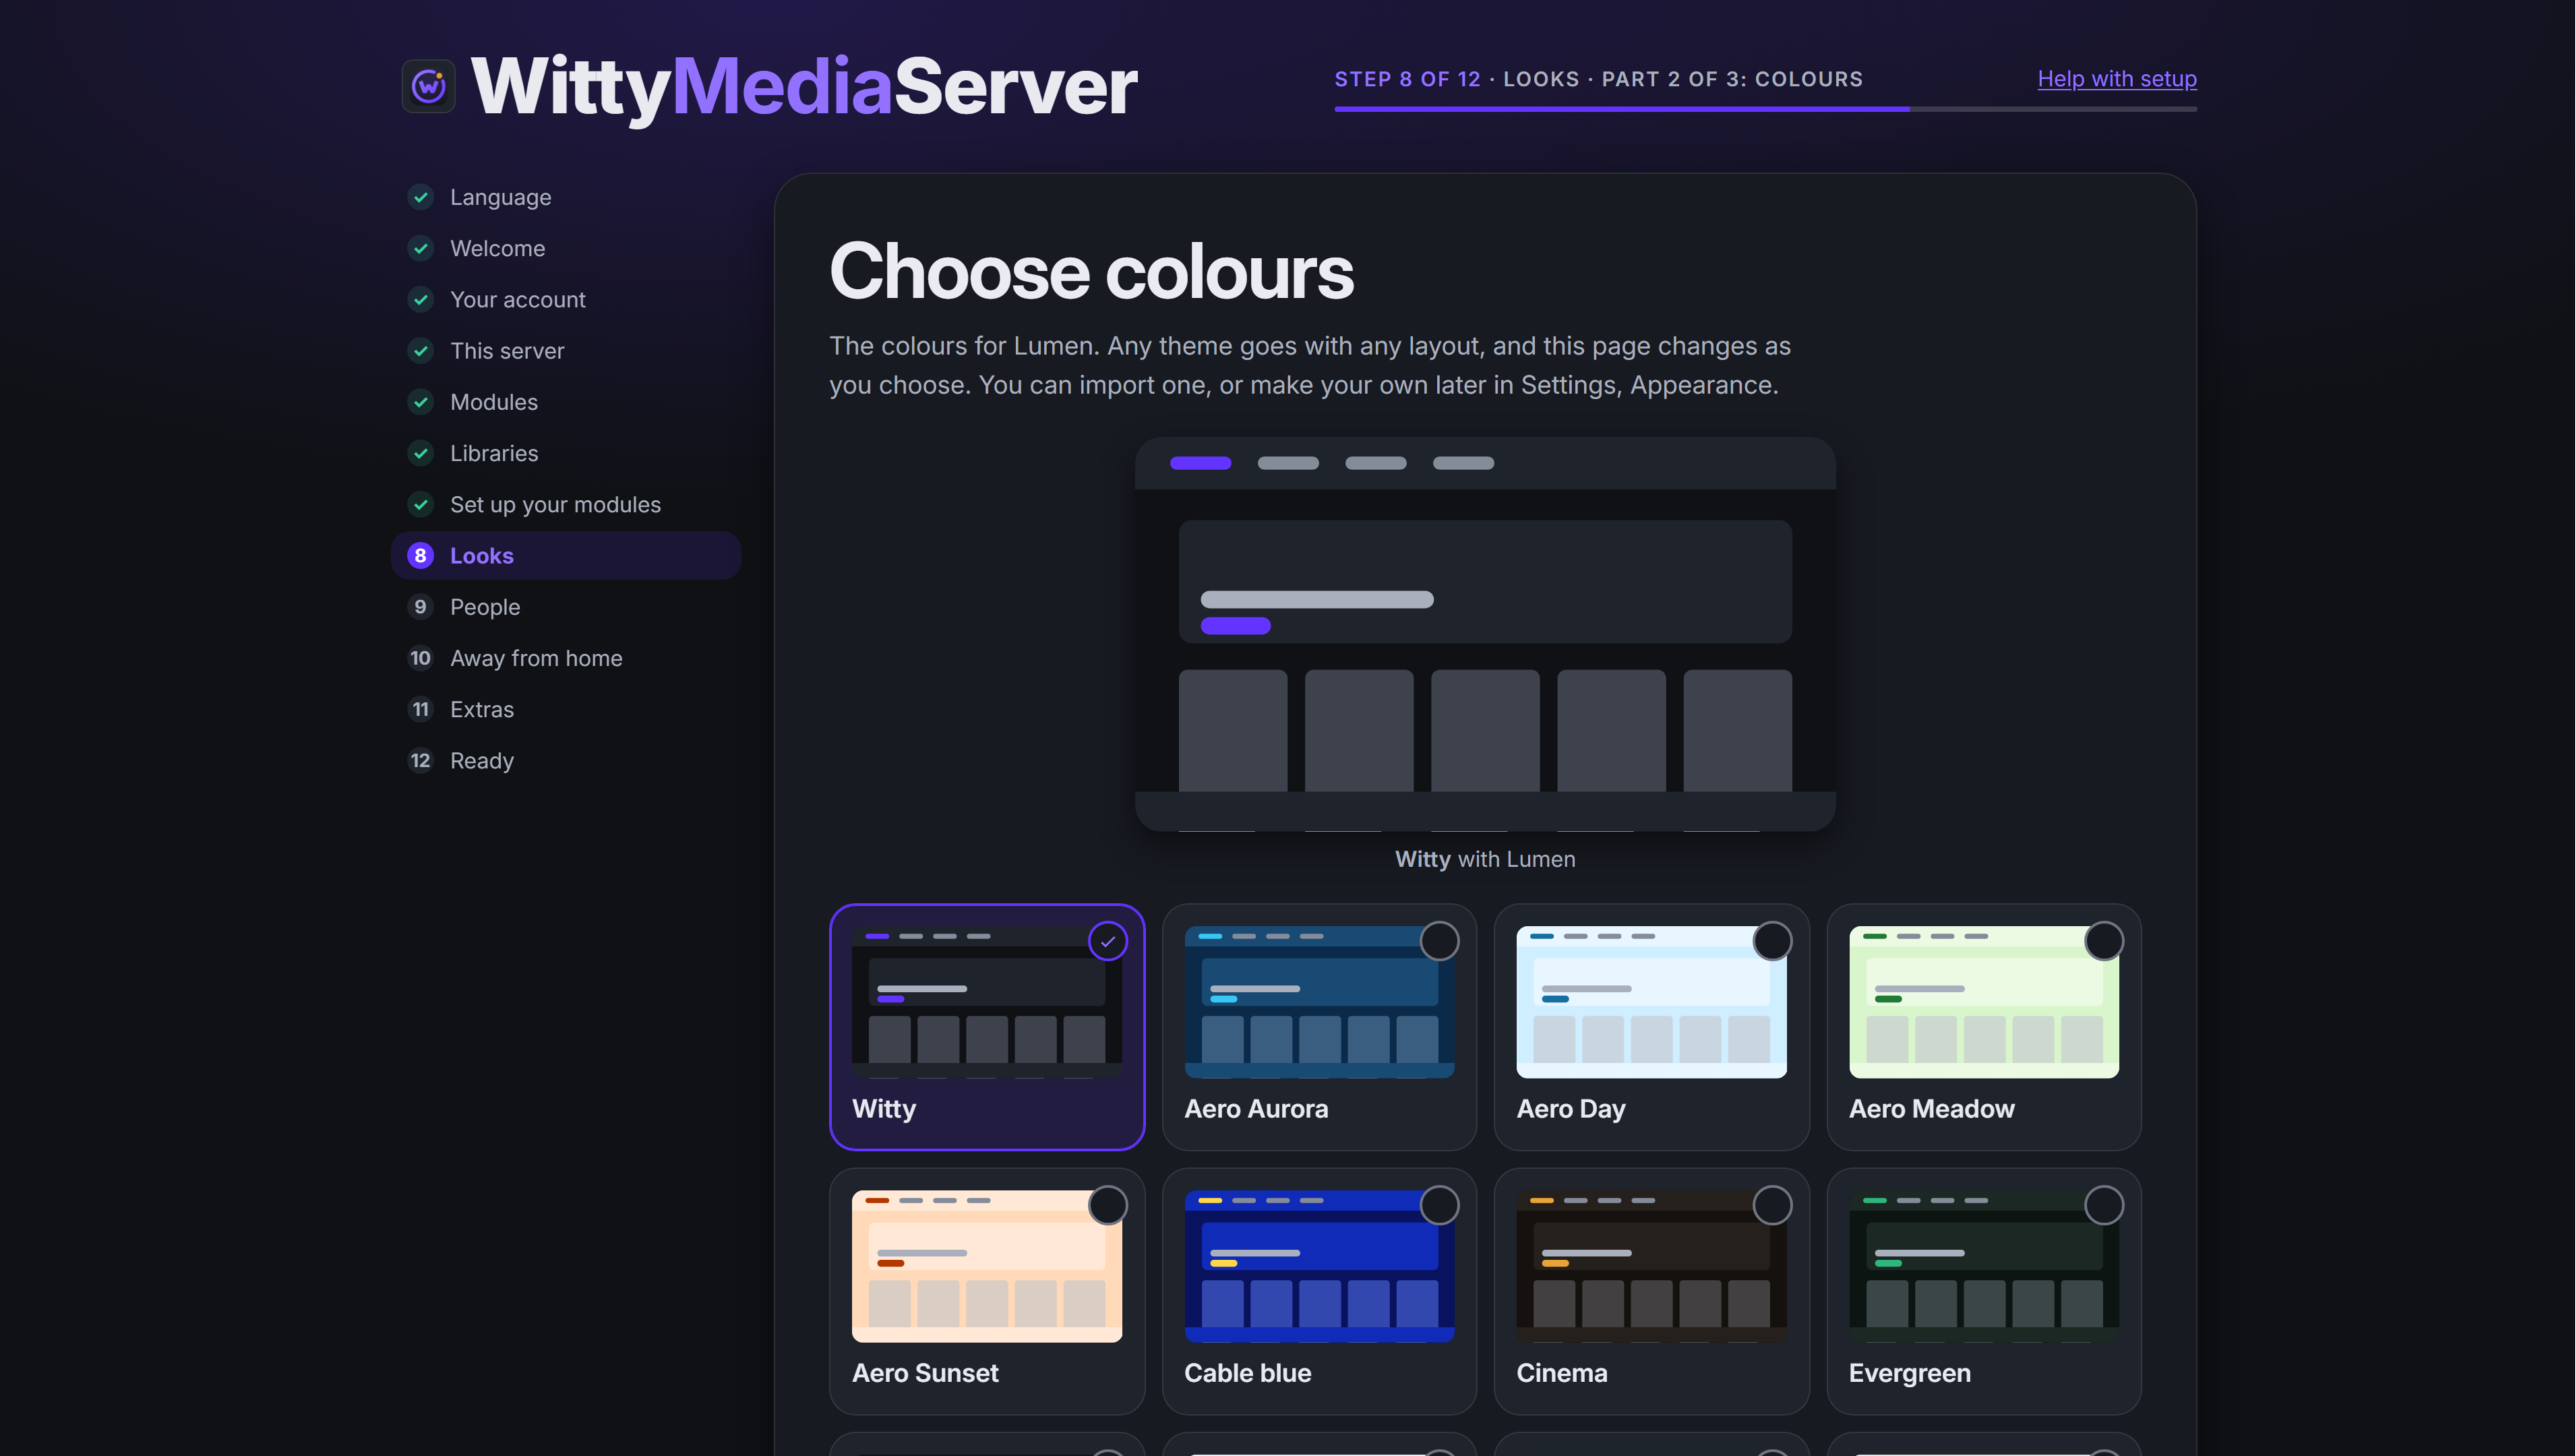 WittyMediaServer
STEP 8 OF 12 · LOOKS · PART 2 OF 3: COLOURS
Help with setup
Language
Welcome
Your account
This server
Modules
Libraries
Set up your modules
8 Looks
9 People
10 Away from home
11 Extras
12 Ready
Choose colours
The colours for Lumen. Any theme goes with any layout, and this page changes as
you choose. You can import one, or make your own later in Settings, Appearance.
Witty with Lumen
Witty
Aero Aurora
Aero Day
Aero Meadow
Aero Sunset
Cable blue
Cinema
Evergreen